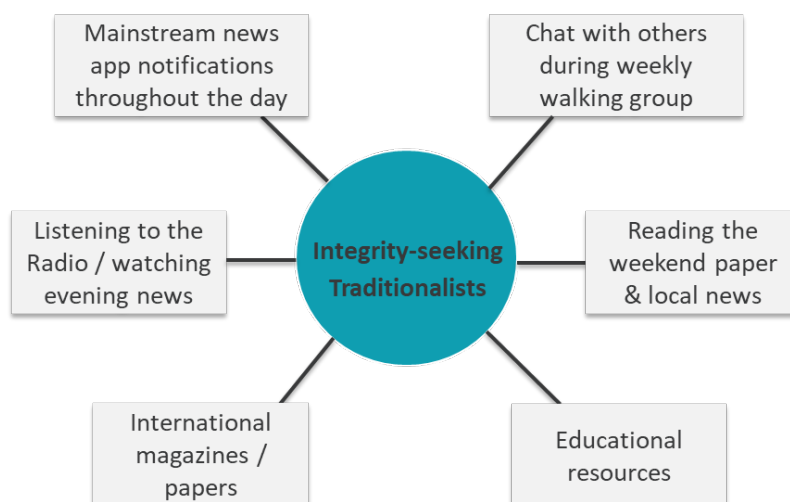 Mainstream news
app notifications
throughout the day
Chat with others
during weekly
walking group
Listening to the
Radio / watching
evening news
Integrity-seeking
Traditionalists
Reading the
weekend paper
& local news
International
magazines /
papers
Educational
resources